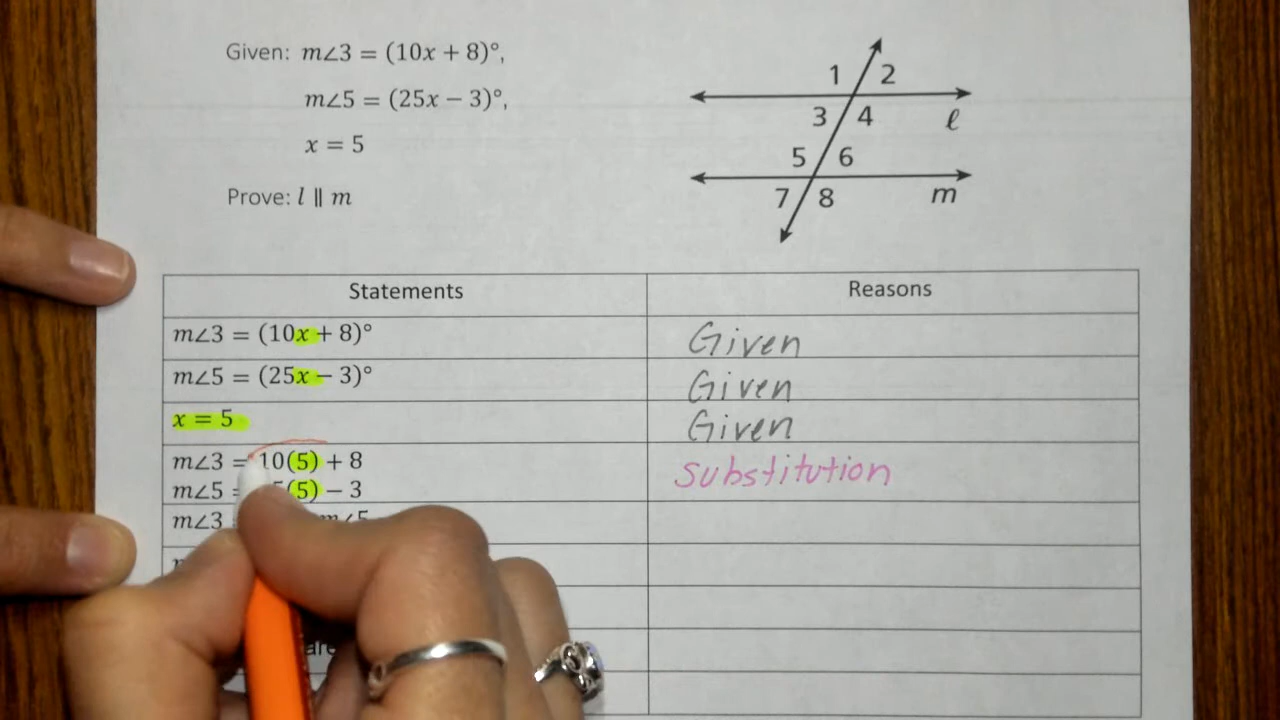 Given: m∠3 = (10x + 8)°,
m∠5 = (25x − 3)°,
x = 5
Prove: l ∥ m
1 2
3 4 ℓ
5 6
7 8 m
Statements Reasons
m∠3 = (10x + 8)° Given
m∠5 = (25x − 3)° Given
x = 5 Given
m∠3 = 10(5) + 8 substitution
m∠5 = (5) − 3
m∠3